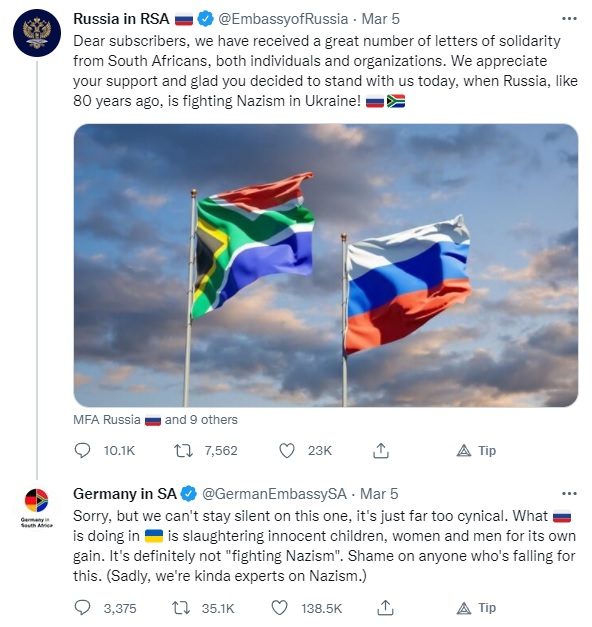 Russia in RSA 🇷🇺 @EmbassyofRussia · Mar 5
Dear subscribers, we have received a great number of letters of solidarity
from South Africans, both individuals and organizations. We appreciate
your support and glad you decided to stand with us today, when Russia, like
80 years ago, is fighting Nazism in Ukraine! 🇷🇺🇿🇦
MFA Russia 🇷🇺 and 9 others
10.1K 7,562 23K Tip
Germany in SA @GermanEmbassySA · Mar 5
Germany in
South Africa
Sorry, but we can't stay silent on this one, it's just far too cynical. What 🇷🇺
is doing in 🇺🇦 is slaughtering innocent children, women and men for its own
gain. It's definitely not "fighting Nazism". Shame on anyone who's falling for
this. (Sadly, we're kinda experts on Nazism.)
3,375 35.1K 138.5K Tip